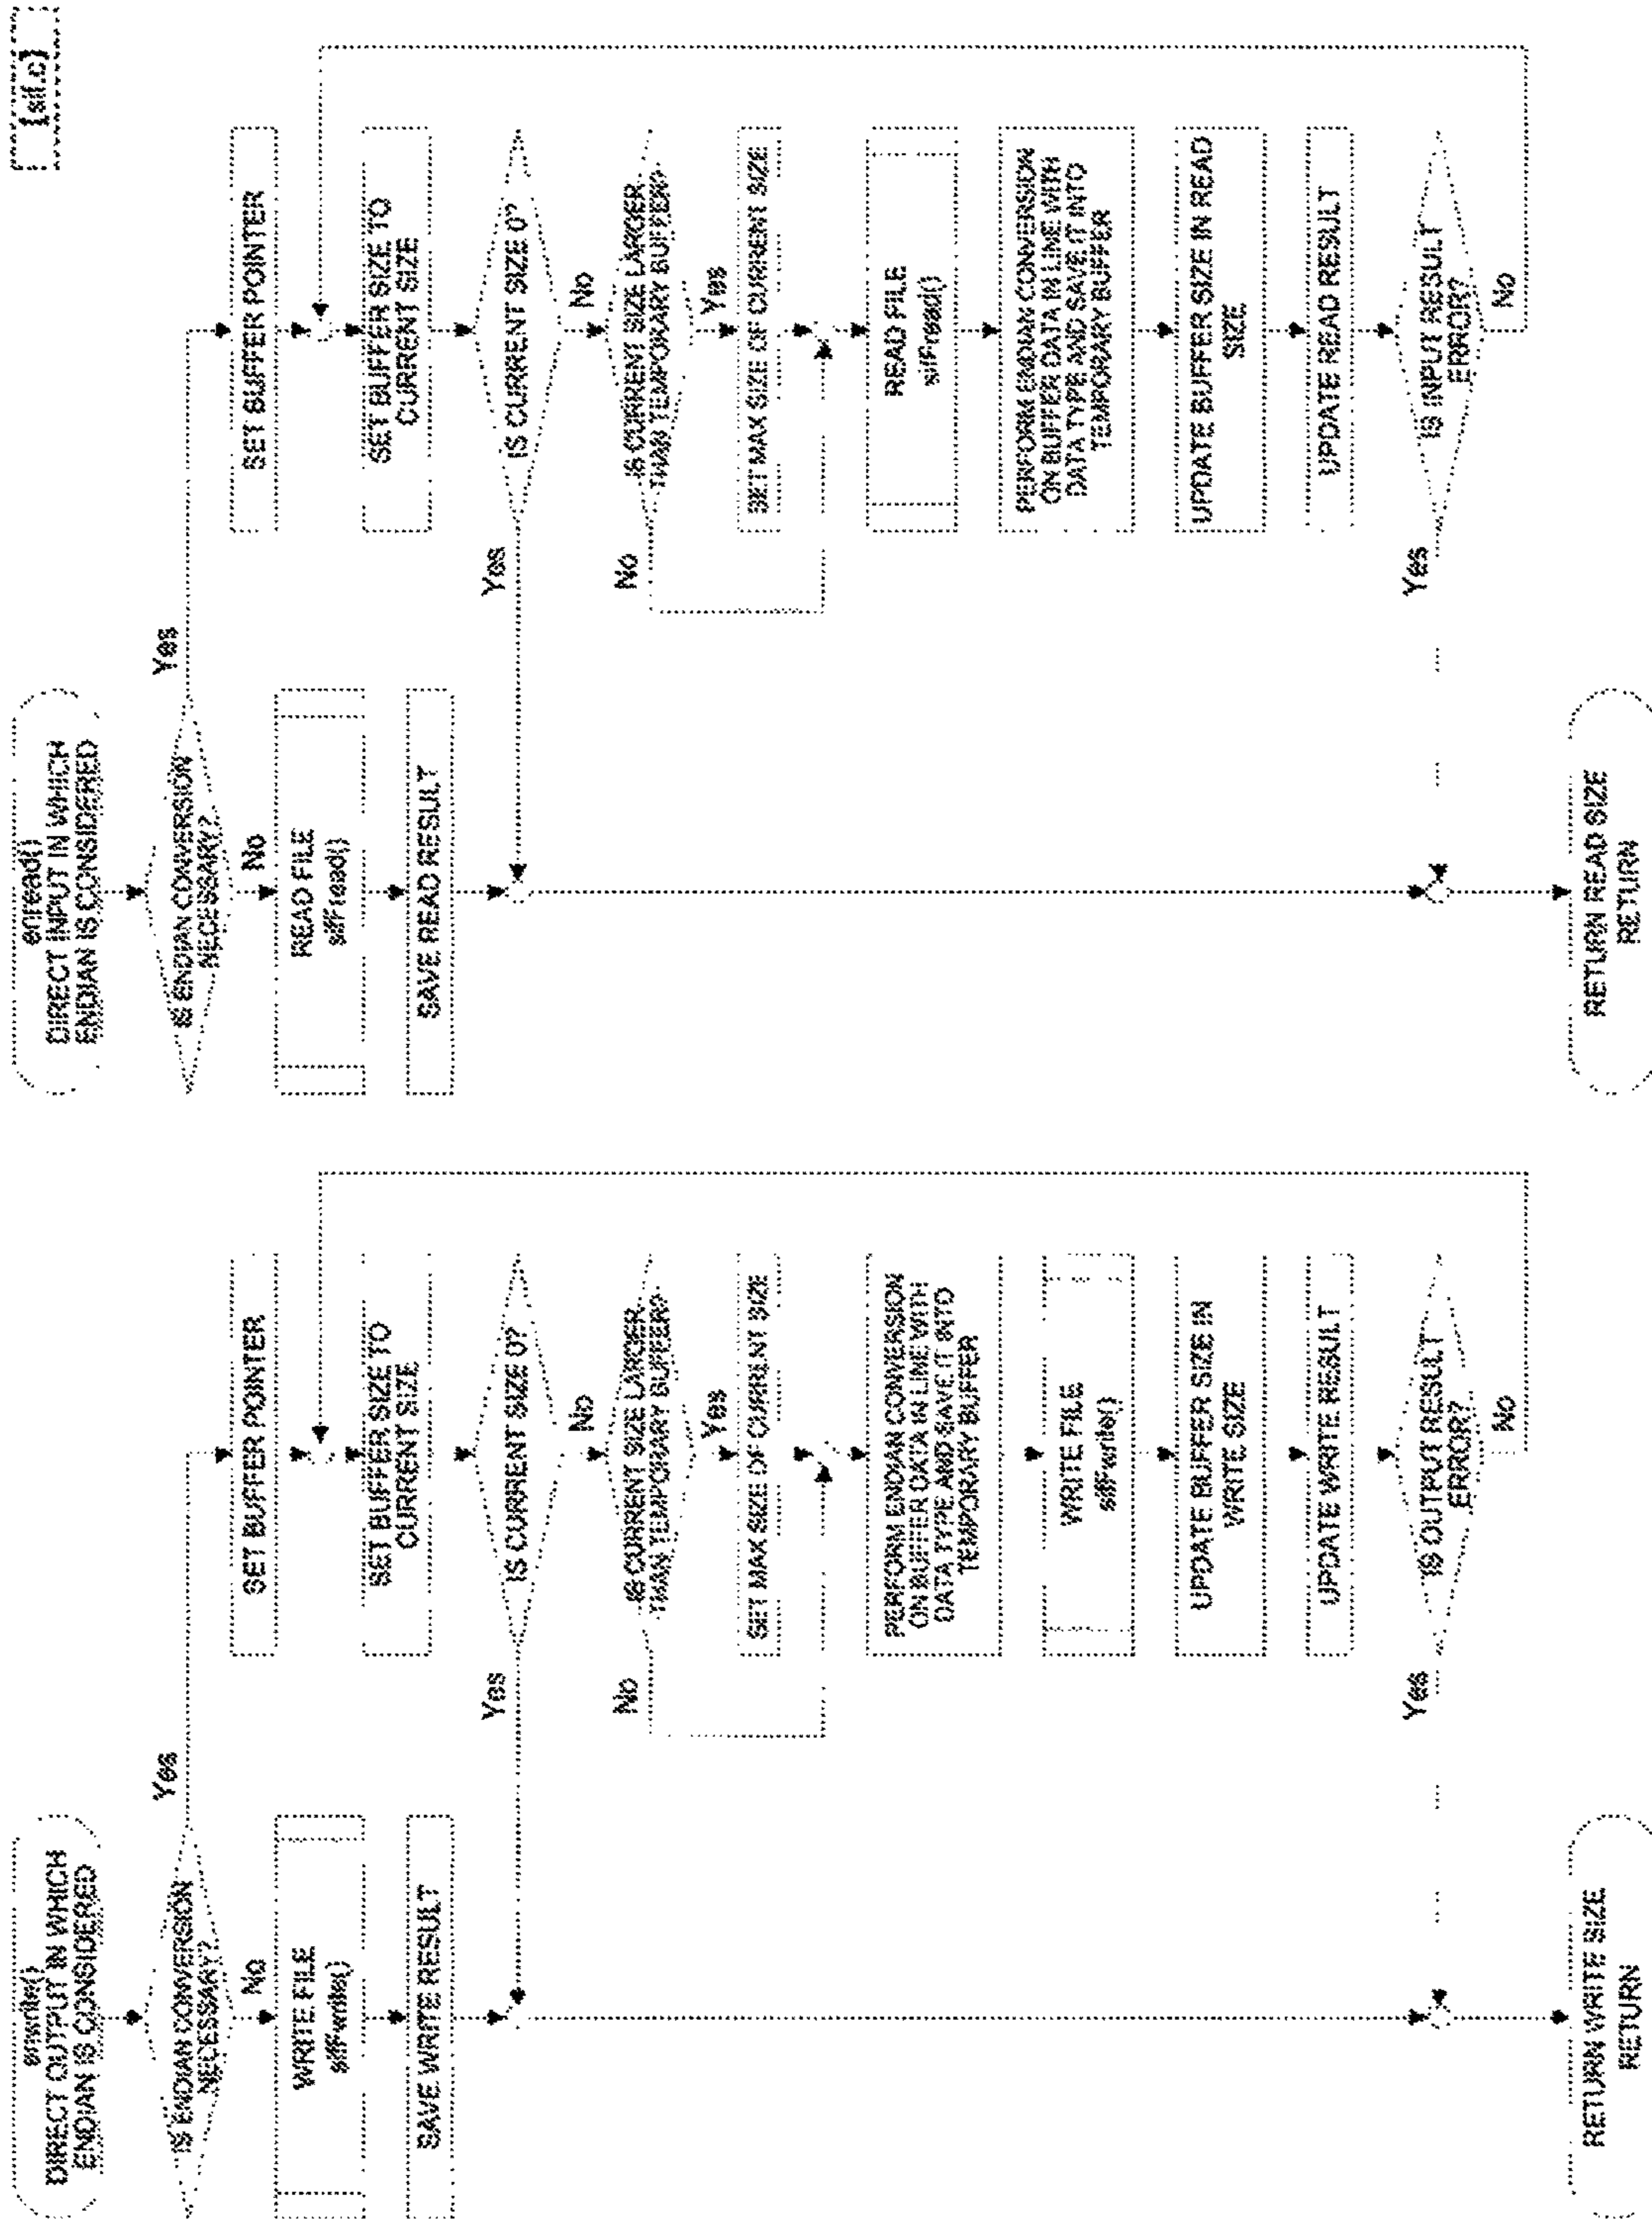 [sif.c]
enwrite()
DIRECT OUTPUT IN WHICH
ENDIAN IS CONSIDERED
IS ENDIAN CONVERSION
NECESSARY?
Yes
No
WRITE FILE
sifFwrite()
SAVE WRITE RESULT
SET BUFFER POINTER
SET BUFFER SIZE TO
CURRENT SIZE
IS CURRENT SIZE 0?
Yes
No
IS CURRENT SIZE LARGER
THAN TEMPORARY BUFFER?
No
Yes
SET MAX SIZE OF CURRENT SIZE
PERFORM ENDIAN CONVERSION
ON BUFFER DATA IN LINE WITH
DATA TYPE AND SAVE IT INTO
TEMPORARY BUFFER
WRITE FILE
sifFwrite()
UPDATE BUFFER SIZE IN
WRITE SIZE
UPDATE WRITE RESULT
IS OUTPUT RESULT
ERROR?
Yes
No
RETURN WRITE SIZE
RETURN
enread()
DIRECT INPUT IN WHICH
ENDIAN IS CONSIDERED
IS ENDIAN CONVERSION
NECESSARY?
Yes
No
READ FILE
sifFread()
SAVE READ RESULT
SET BUFFER POINTER
SET BUFFER SIZE TO
CURRENT SIZE
IS CURRENT SIZE 0?
Yes
No
IS CURRENT SIZE LARGER
THAN TEMPORARY BUFFER?
No
Yes
SET MAX SIZE OF CURRENT SIZE
READ FILE
sifFread()
PERFORM ENDIAN CONVERSION
ON BUFFER DATA IN LINE WITH
DATA TYPE AND SAVE IT INTO
TEMPORARY BUFFER
UPDATE BUFFER SIZE IN READ
SIZE
UPDATE READ RESULT
IS INPUT RESULT
ERROR?
Yes
No
RETURN READ SIZE
RETURN